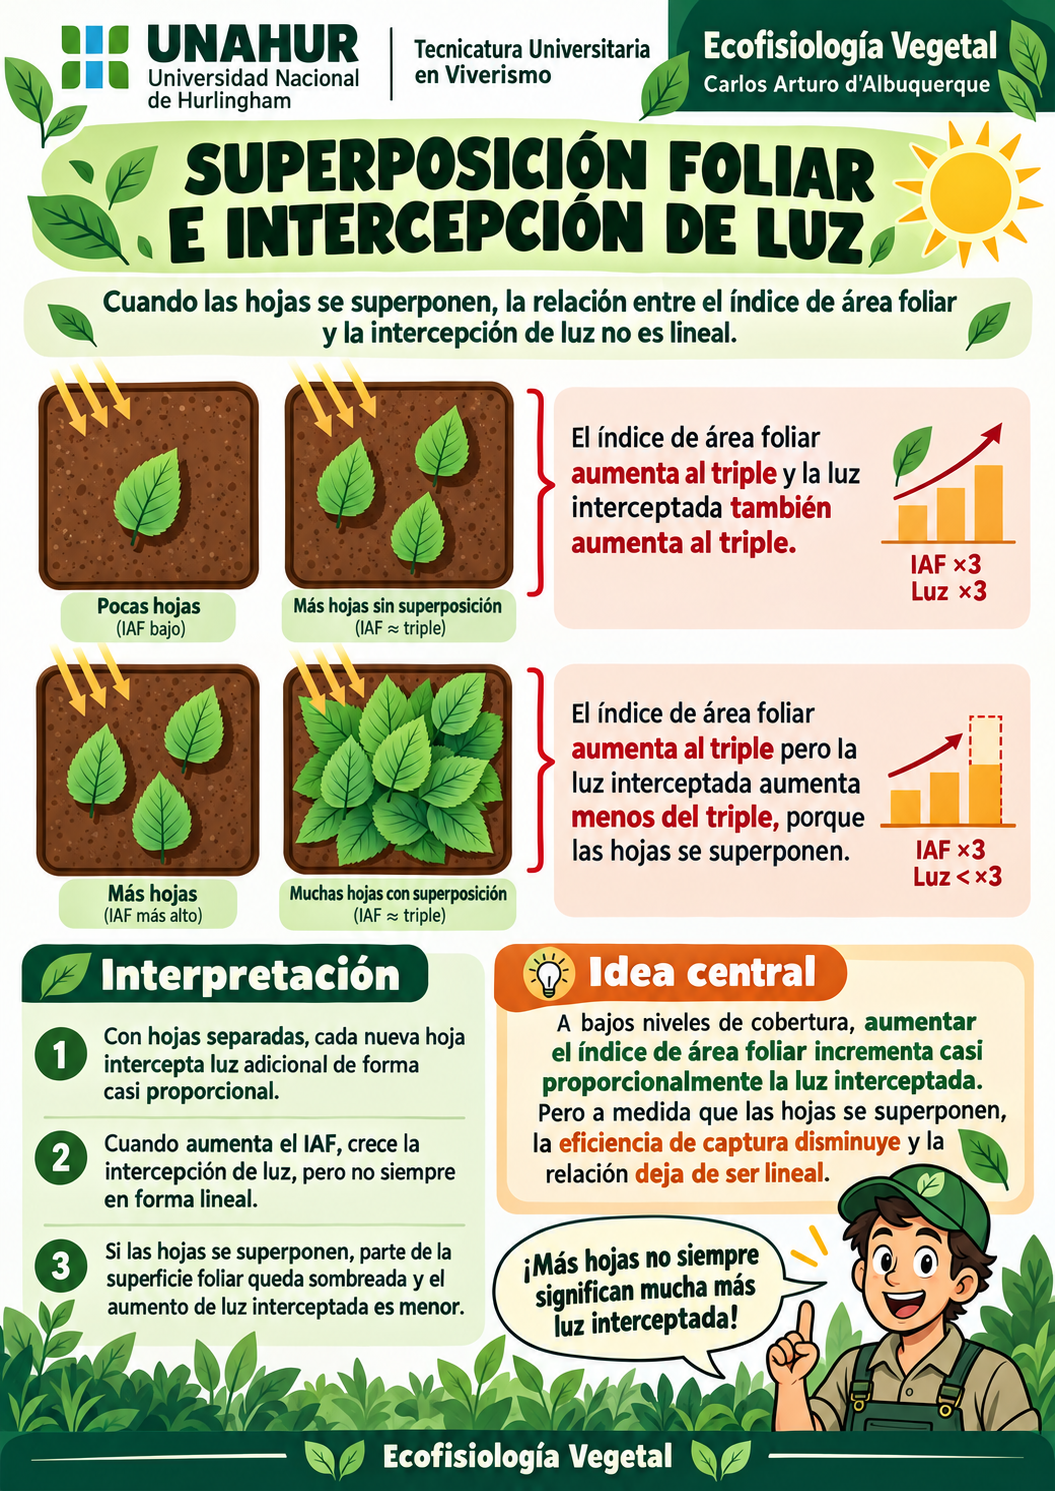 UNAHUR
Universidad Nacional
de Hurlingham
Tecnicatura Universitaria
en Viverismo
Ecofisiología Vegetal
Carlos Arturo d'Albuquerque
SUPERPOSICIÓN FOLIAR
E INTERCEPCIÓN DE LUZ
Cuando las hojas se superponen, la relación entre el índice de área foliar
y la intercepción de luz no es lineal.
Pocas hojas
(IAF bajo)
Más hojas sin superposición
(IAF ≈ triple)
El índice de área foliar
aumenta al triple y la luz
interceptada también
aumenta al triple.
IAF ×3
Luz ×3
Más hojas
(IAF más alto)
Muchas hojas con superposición
(IAF ≈ triple)
El índice de área foliar
aumenta al triple pero la
luz interceptada aumenta
menos del triple, porque
las hojas se superponen.
IAF ×3
Luz < ×3
Interpretación
1
Con hojas separadas, cada nueva hoja
intercepta luz adicional de forma
casi proporcional.
2
Cuando aumenta el IAF, crece la
intercepción de luz, pero no siempre
en forma lineal.
3
Si las hojas se superponen, parte de la
superficie foliar queda sombreada y el
aumento de luz interceptada es menor.
Idea central
A bajos niveles de cobertura, aumentar
el índice de área foliar incrementa casi
proporcionalmente la luz interceptada.
Pero a medida que las hojas se superponen,
la eficiencia de captura disminuye y la
relación deja de ser lineal.
¡Más hojas no siempre
significan mucha más
luz interceptada!
Ecofisiología Vegetal